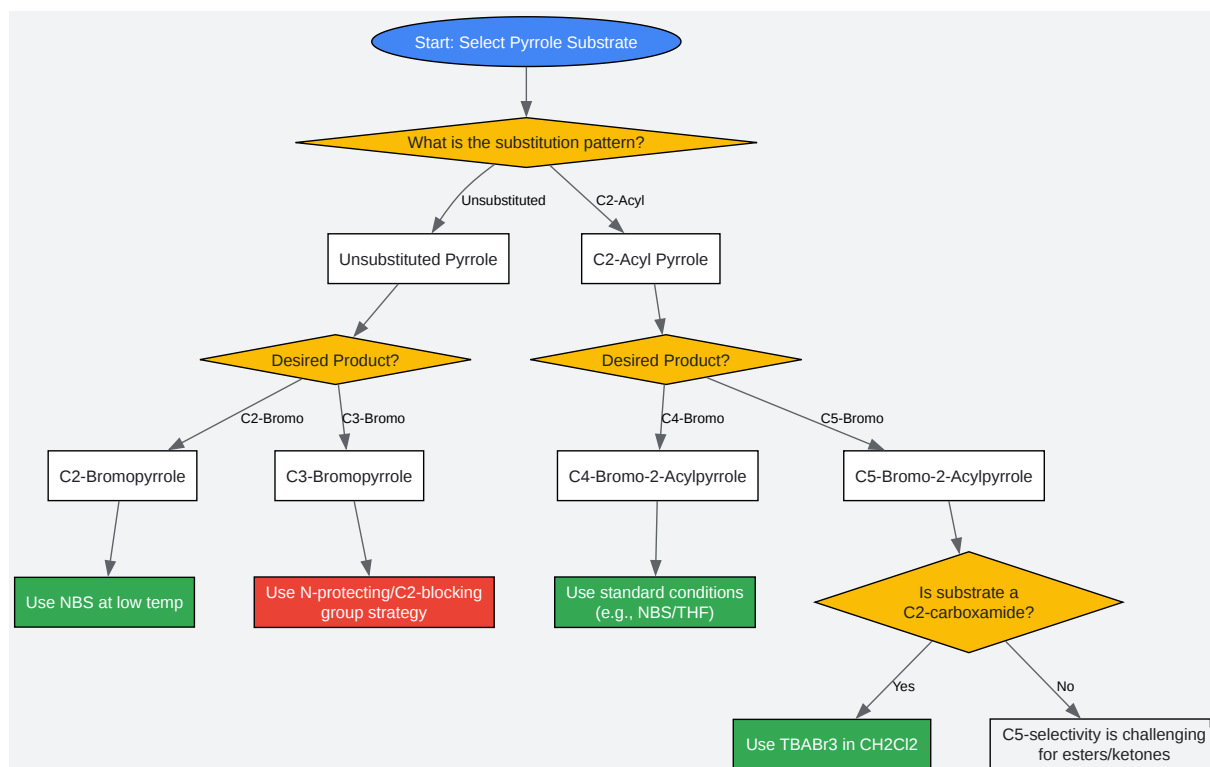 Start: Select Pyrrole Substrate
What is the substitution pattern?
Unsubstituted
C2-Acyl
Unsubstituted Pyrrole
C2-Acyl Pyrrole
Desired Product?
Desired Product?
C2-Bromo
C3-Bromo
C4-Bromo
C5-Bromo
C2-Bromopyrrole
C3-Bromopyrrole
C4-Bromo-2-Acylpyrrole
C5-Bromo-2-Acylpyrrole
Use NBS at low temp
Use N-protecting/C2-blocking
group strategy
Use standard conditions
(e.g., NBS/THF)
Is substrate a
C2-carboxamide?
Yes
No
Use TBABr3 in CH2Cl2
C5-selectivity is challenging
for esters/ketones